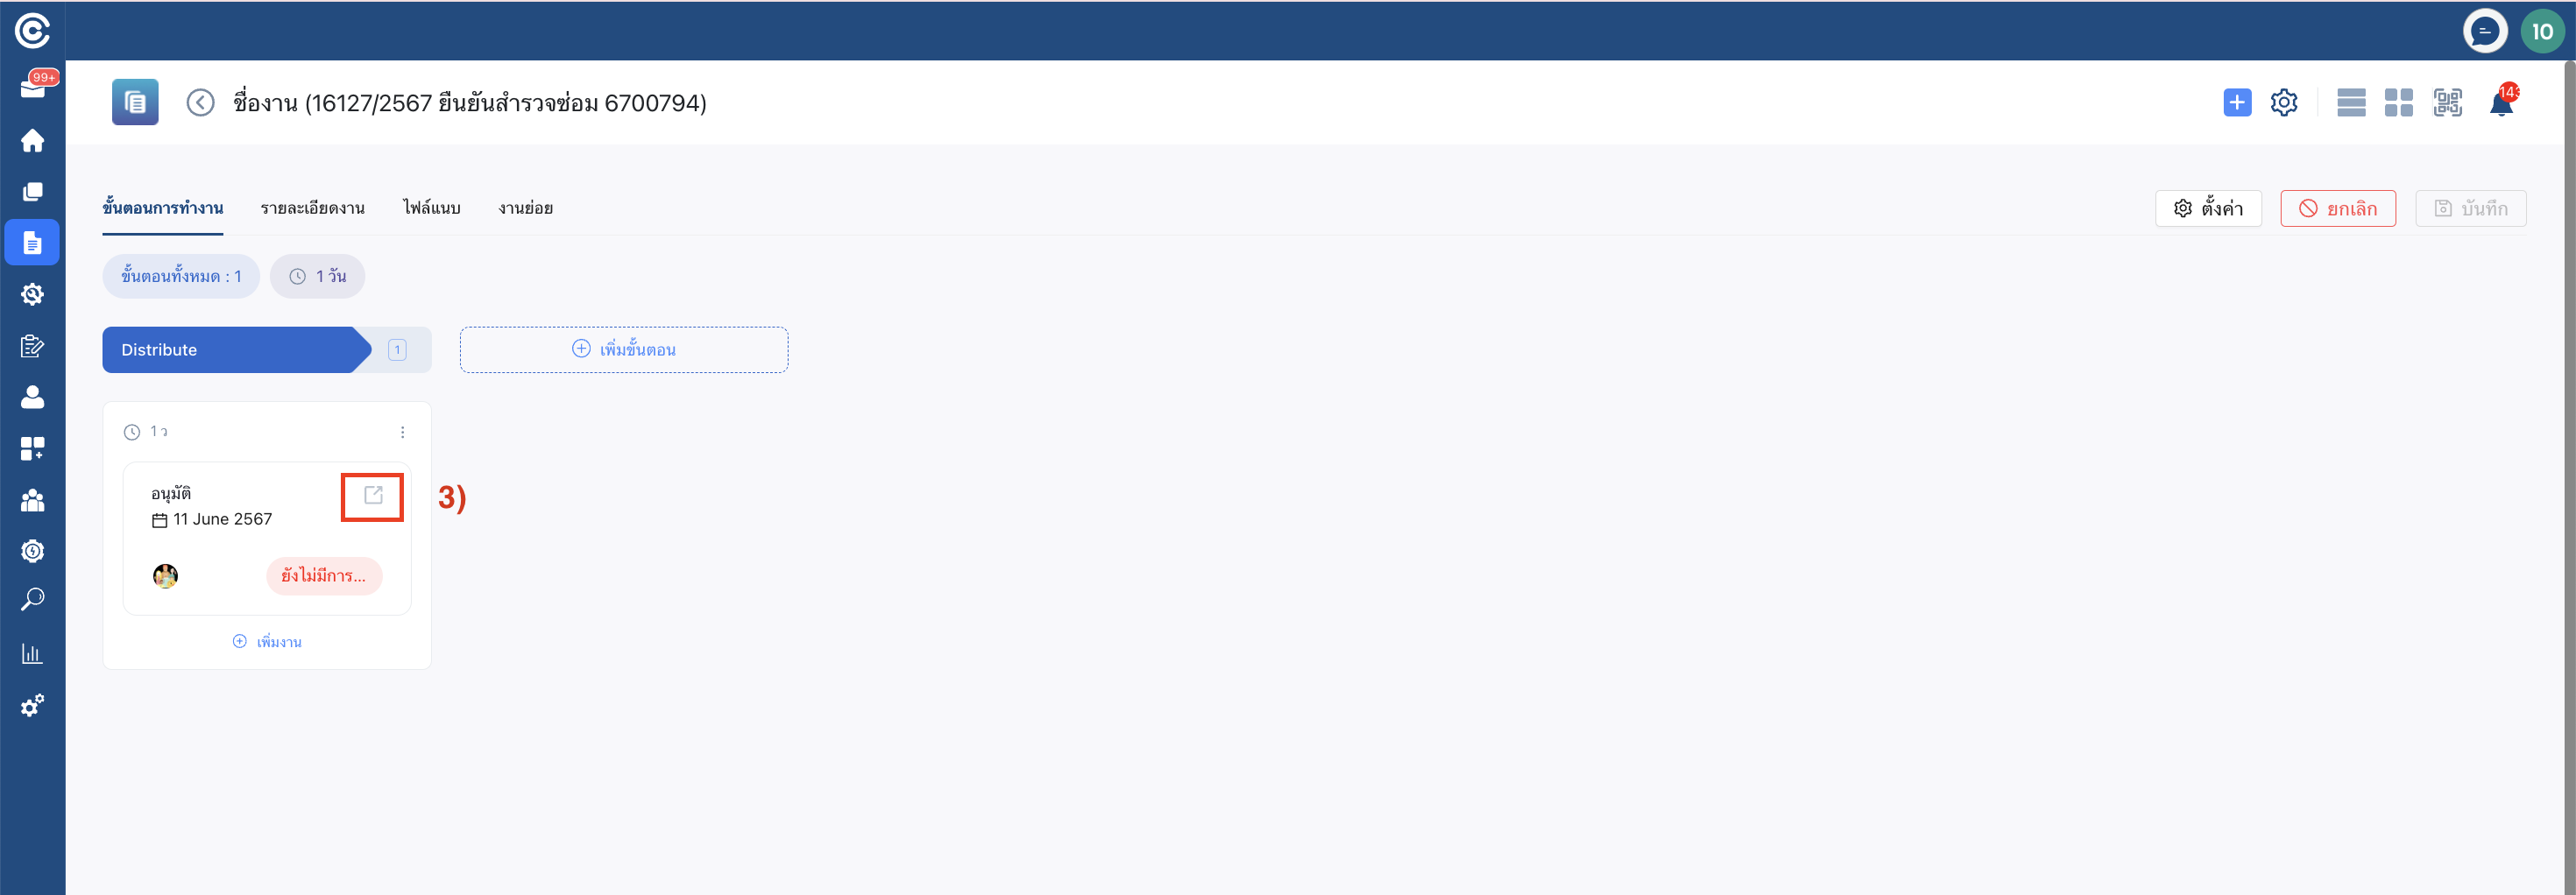 10
99+
ชื่องาน (16127/2567 ยืนยันสำรวจซ่อม 6700794)
143
ขั้นตอนการทำงาน รายละเอียดงาน ไฟล์แนบ งานย่อย
ตั้งค่า ยกเลิก บันทึก
ขั้นตอนทั้งหมด : 1 1 วัน
Distribute 1 เพิ่มขั้นตอน
1 ว
อนุมัติ
3)
11 June 2567
ยังไม่มีการ...
เพิ่มงาน